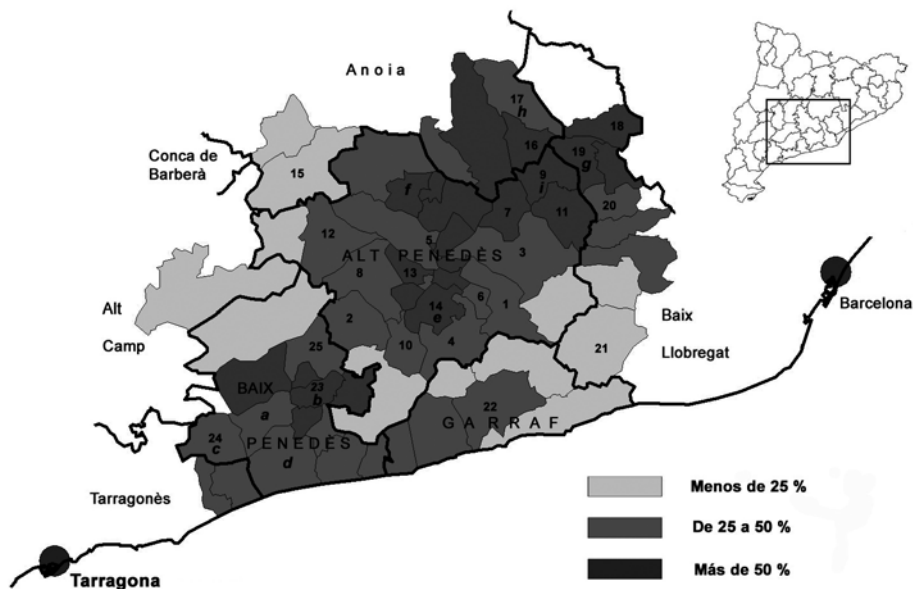 Anoia
17
h
18
16
19
g
Conca de
Barberà
15
9
i
f
20
7
11
12
5
3
ALT PENEDÈS
8
13
14
e
6
1
2
Barcelona
Alt
Camp
10
4
Baix
Llobregat
21
25
BAIX
23
b
22
a
GARRAF
24
c
PENEDÈS
d
Tarragonès
Menos de 25 %
De 25 a 50 %
Más de 50 %
Tarragona